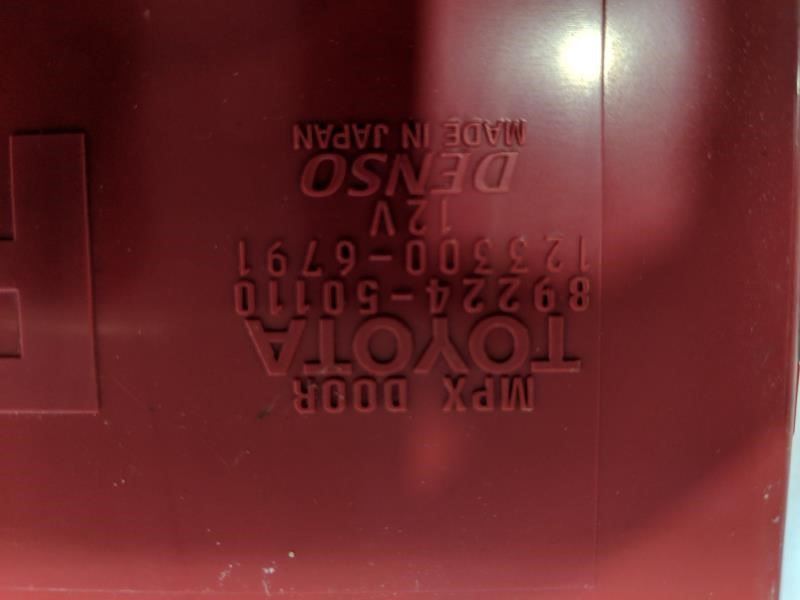 MPX DOOR
TOYOTA
89224-50110
123300-6791
12V
DENSO
MADE IN JAPAN